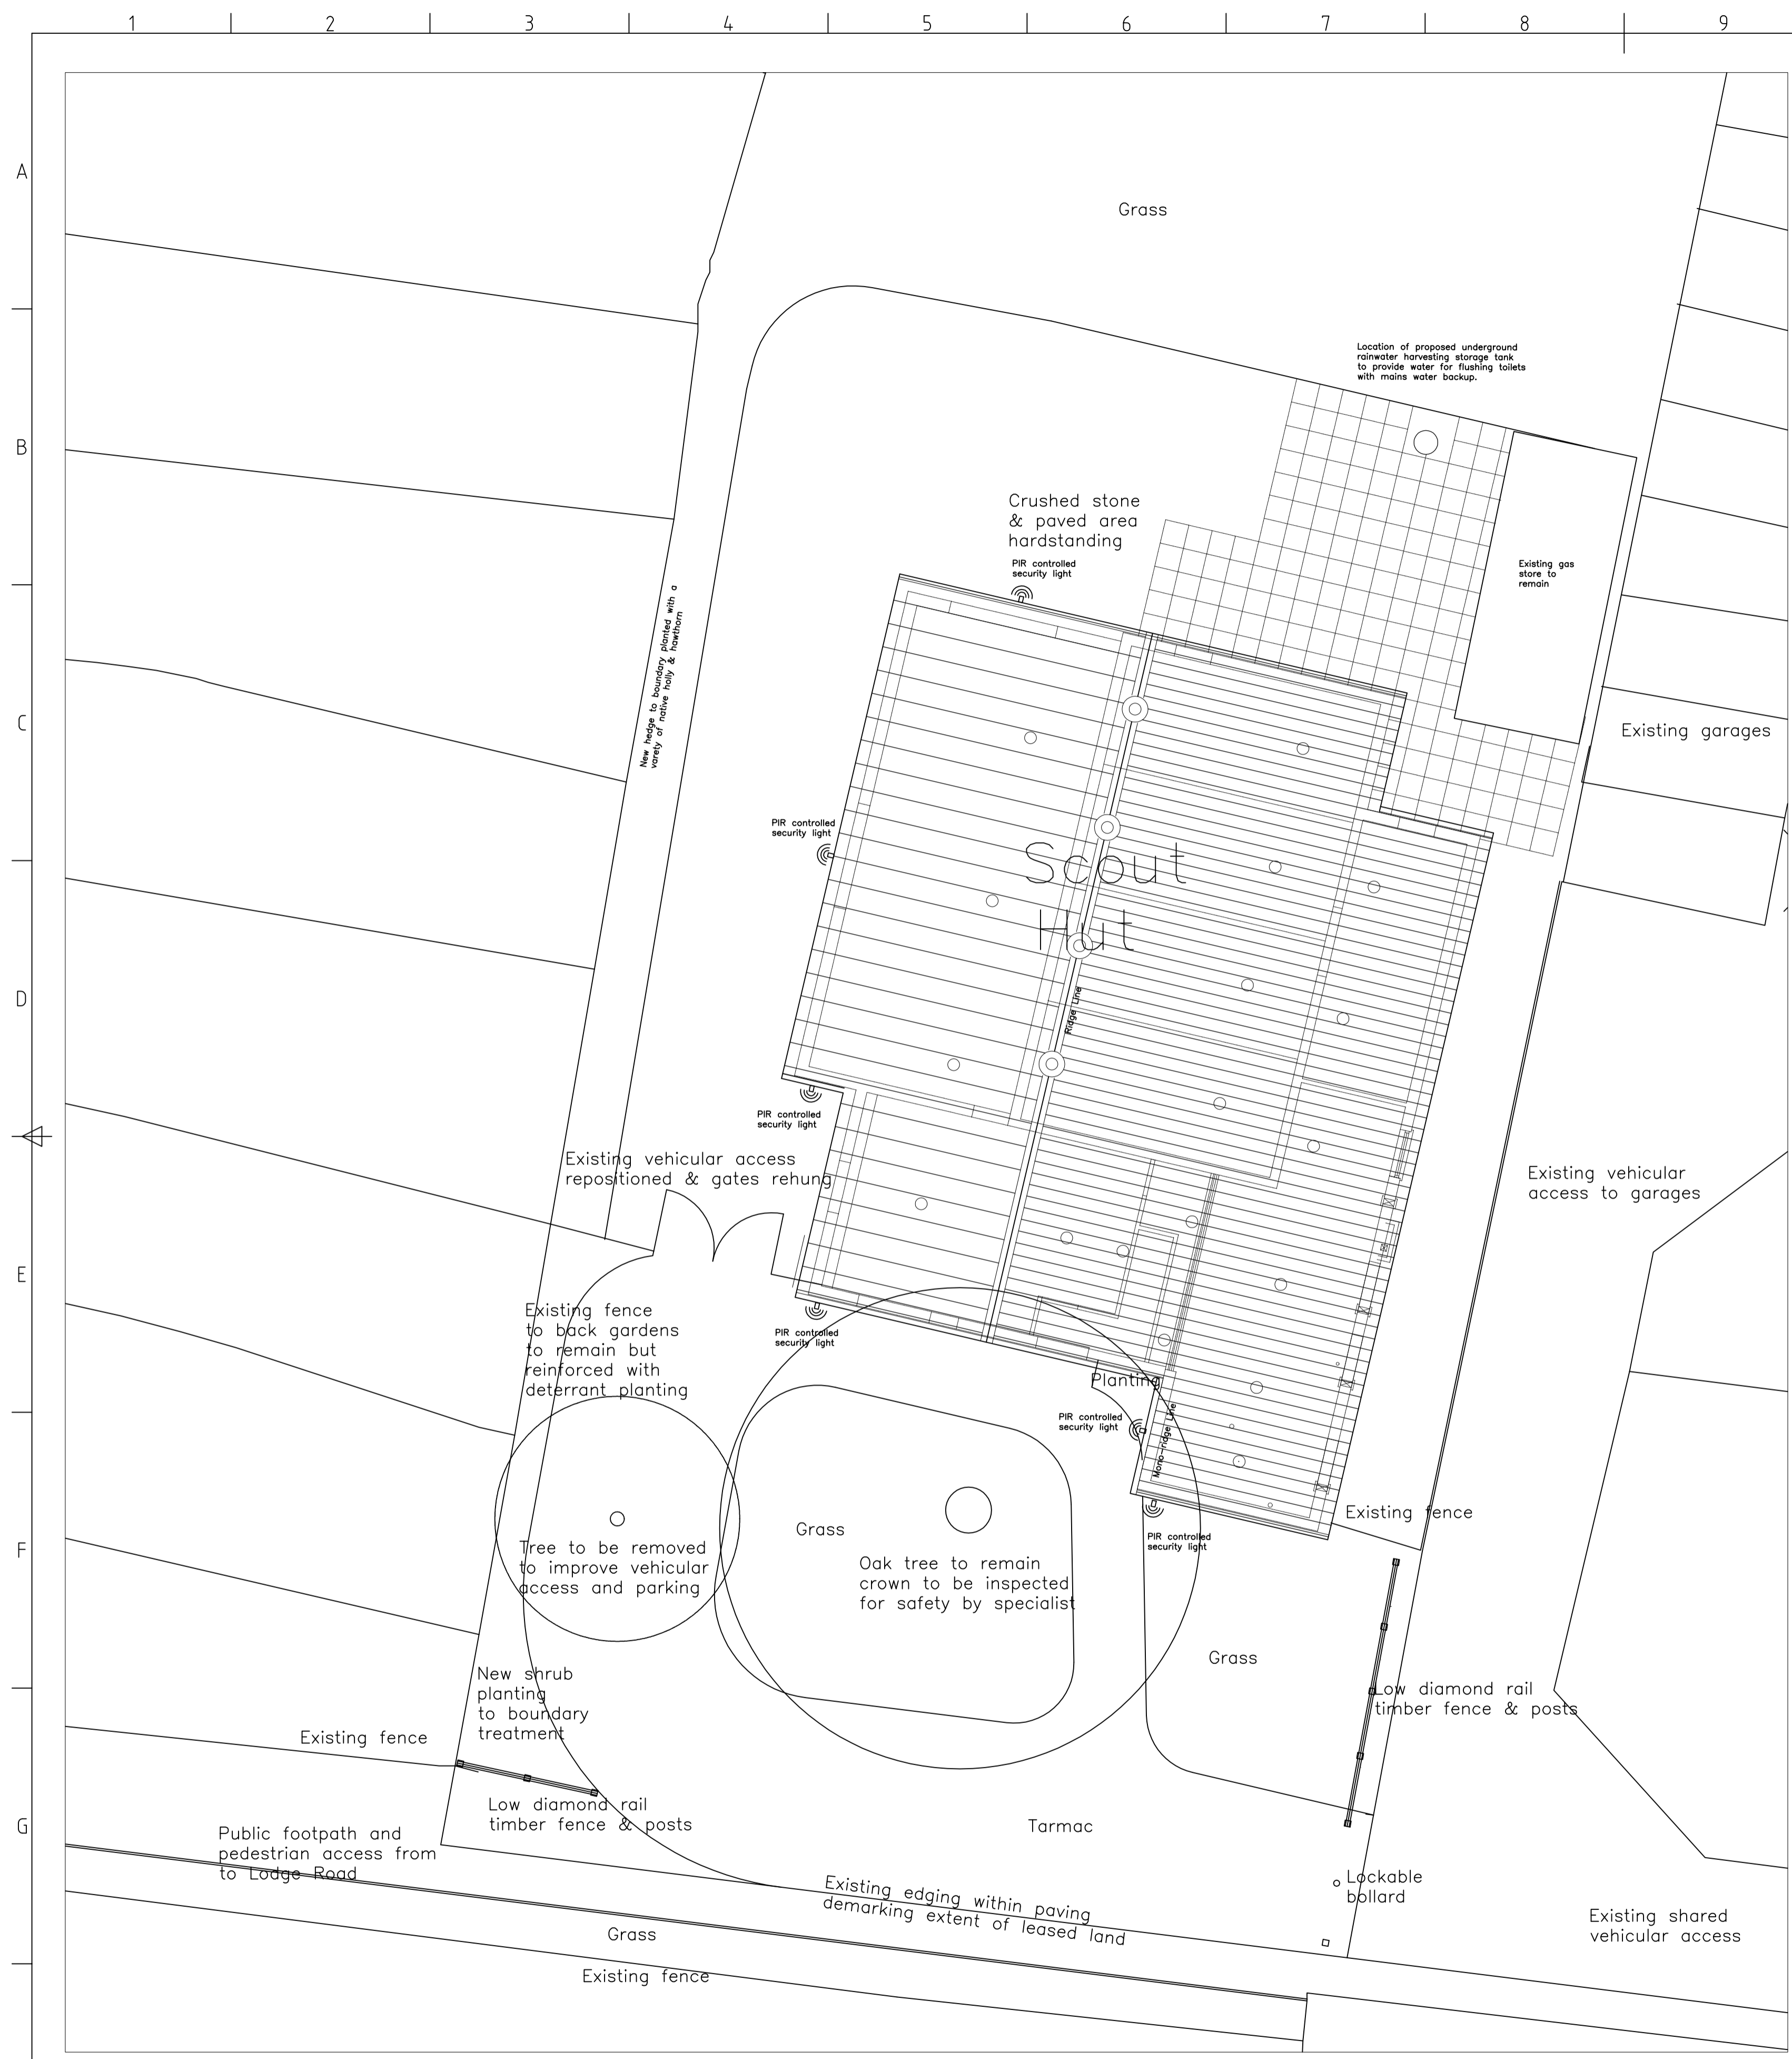 1 2 3 4 5 6 7 8 9
A
Grass
Location of proposed underground
rainwater harvesting storage tank
to provide water for flushing toilets
with mains water backup.
B
Crushed stone
& paved area
hardstanding
PIR controlled
security light
Existing gas
store to
remain
New hedge to boundary planted with a
varety of native holly & hawthorn
C
Existing garages
PIR controlled
security light
Scout
Hut
D
Ridge Line
PIR controlled
security light
Existing vehicular access
repositioned & gates rehung
Existing vehicular
access to garages
E
Existing fence
to back gardens
to remain but
reinforced with
deterrant planting
PIR controlled
security light
Planting
PIR controlled
security light
Mono-ridge Line
Existing fence
F
Grass
Tree to be removed
to improve vehicular
access and parking
Oak tree to remain
crown to be inspected
for safety by specialist
PIR controlled
security light
Grass
New shrub
planting
to boundary
treatment
Low diamond rail
timber fence & posts
Existing fence
Low diamond rail
timber fence & posts
G
Tarmac
Public footpath and
pedestrian access from
to Lodge Road
Lockable
bollard
Existing edging within paving
demarking extent of leased land
Existing shared
vehicular access
Grass
Existing fence